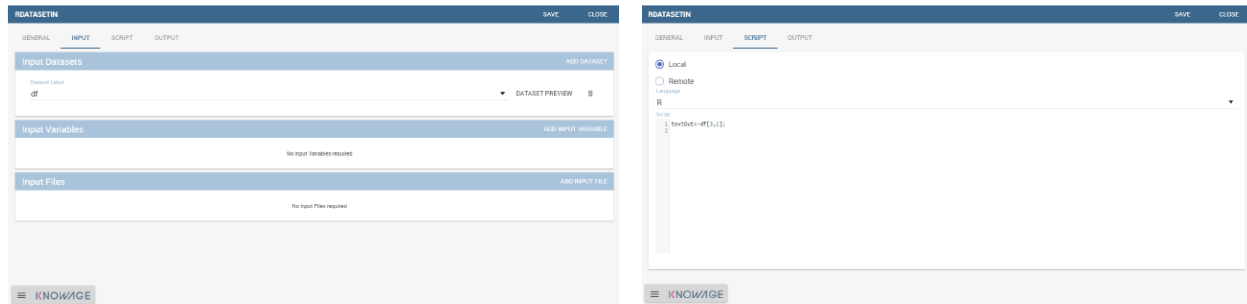 RDATASETIN SAVE CLOSE
GENERAL INPUT SCRIPT OUTPUT
Input Datasets ADD DATASET
Dataset Label
df DATASET PREVIEW
Input Variables ADD INPUT VARIABLE
No input Variables required
Input Files ADD INPUT FILE
No input Files required
KNOWAGE
RDATASETIN SAVE CLOSE
GENERAL INPUT SCRIPT OUTPUT
Local
Remote
Language
R
Script
1 textOut<-df[3,1];
2
KNOWAGE